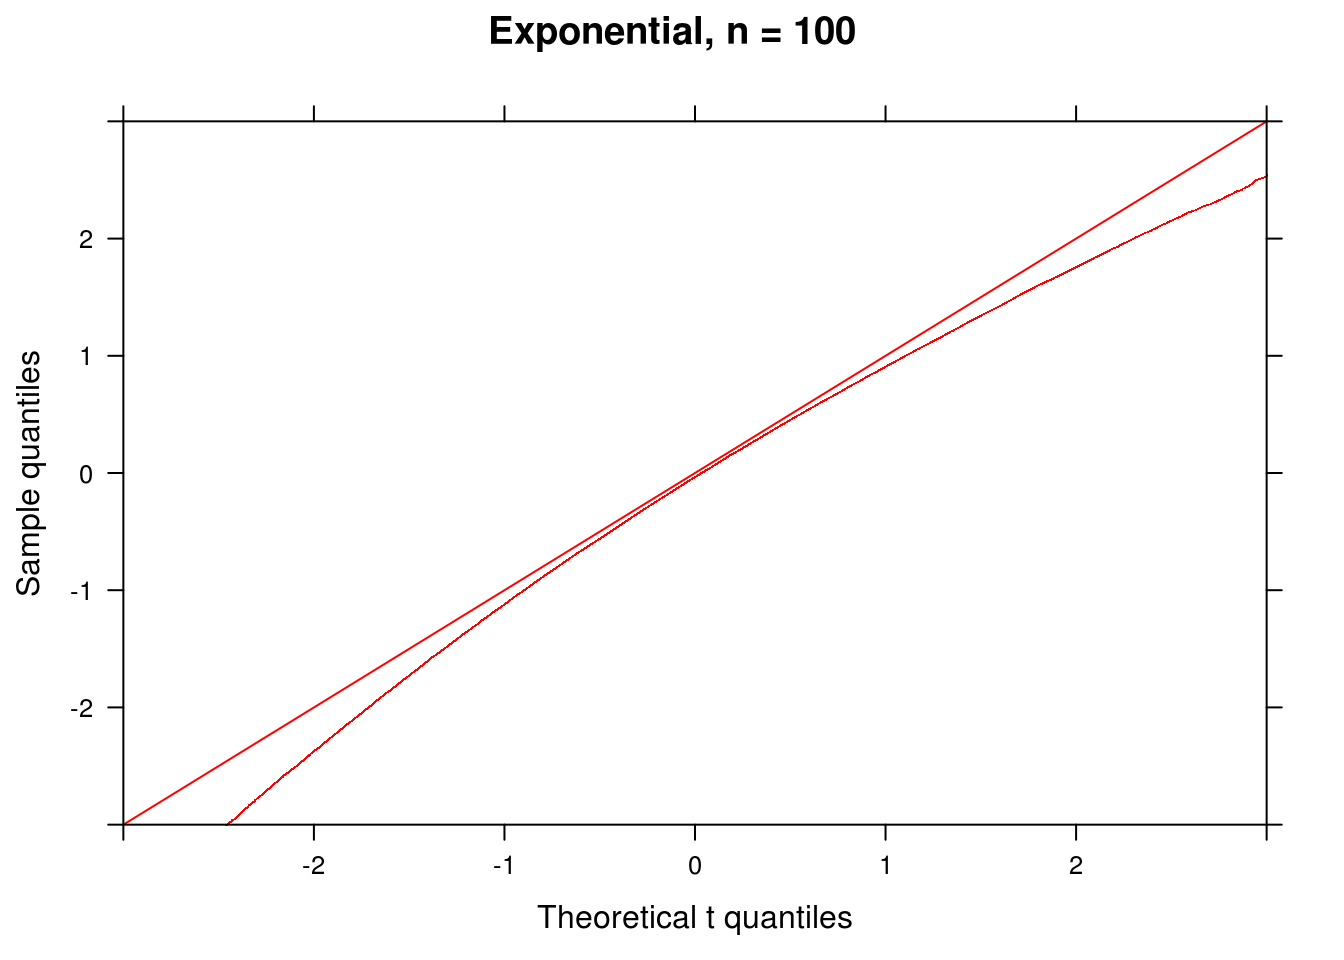 Exponential, n = 100
Sample quantiles
2
1
0
-1
-2
-2 -1 0 1 2
Theoretical t quantiles